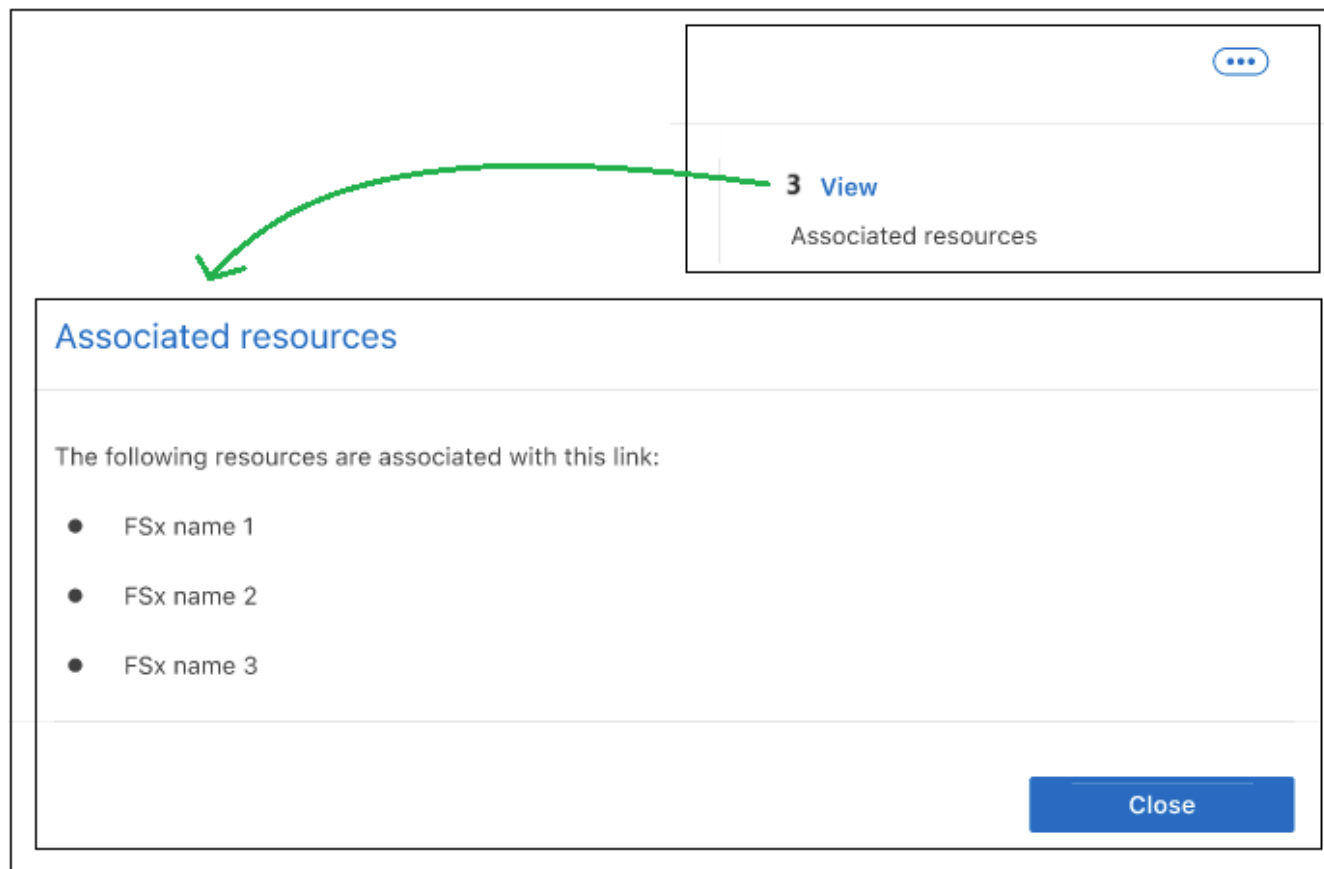 3 View
Associated resources
Associated resources
The following resources are associated with this link:
● FSx name 1
● FSx name 2
● FSx name 3
Close